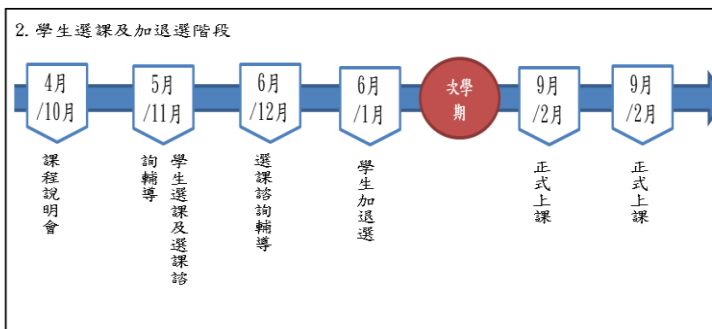 2. 學生選課及加退選階段
4月
/10月
5月
/11月
6月
/12月
6月
/1月
次學
期
9月
/2月
9月
/2月
課程說明會
學生選課及選課諮
詢輔導
選課諮詢輔導
學生加退選
正式上課
正式上課